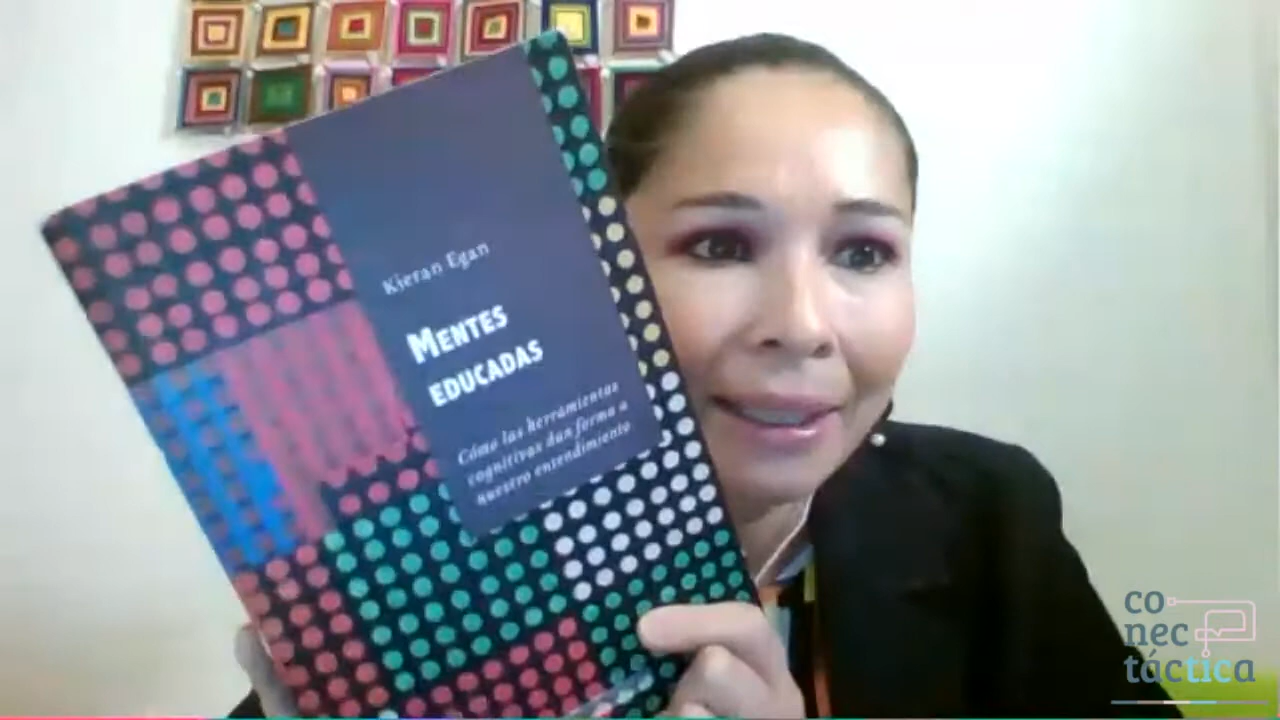 Kieran Egan
MENTES
EDUCADAS
Cómo las herramientas
cognitivas dan forma a
nuestro entendimiento
co
nec
táctica